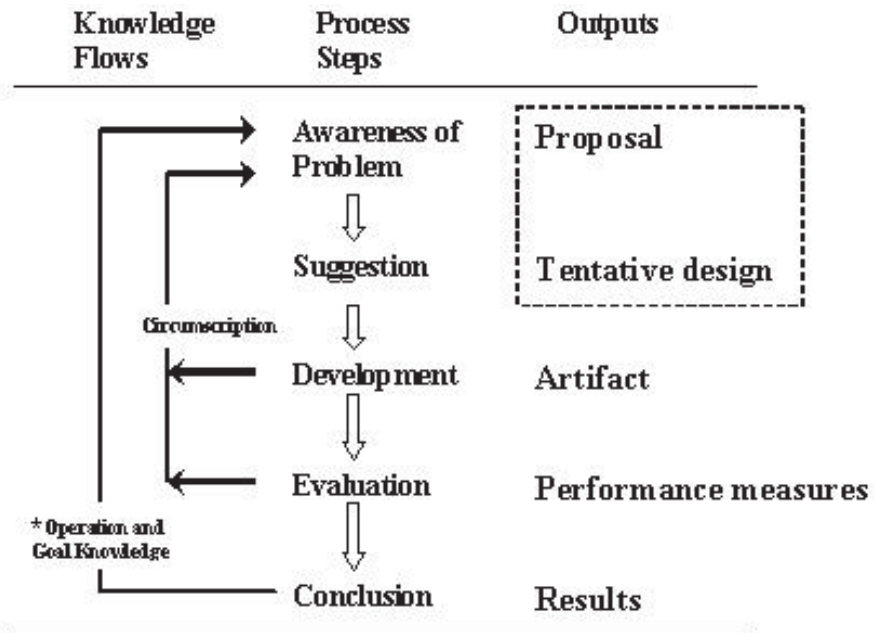 Knowledge
Flows
Process
Steps
Outputs
Awareness of
Problem
Proposal
Suggestion
Tentative design
Circumscription
Development
Artifact
Evaluation
Performance measures
* Operation and
Goal Knowledge
Conclusion
Results